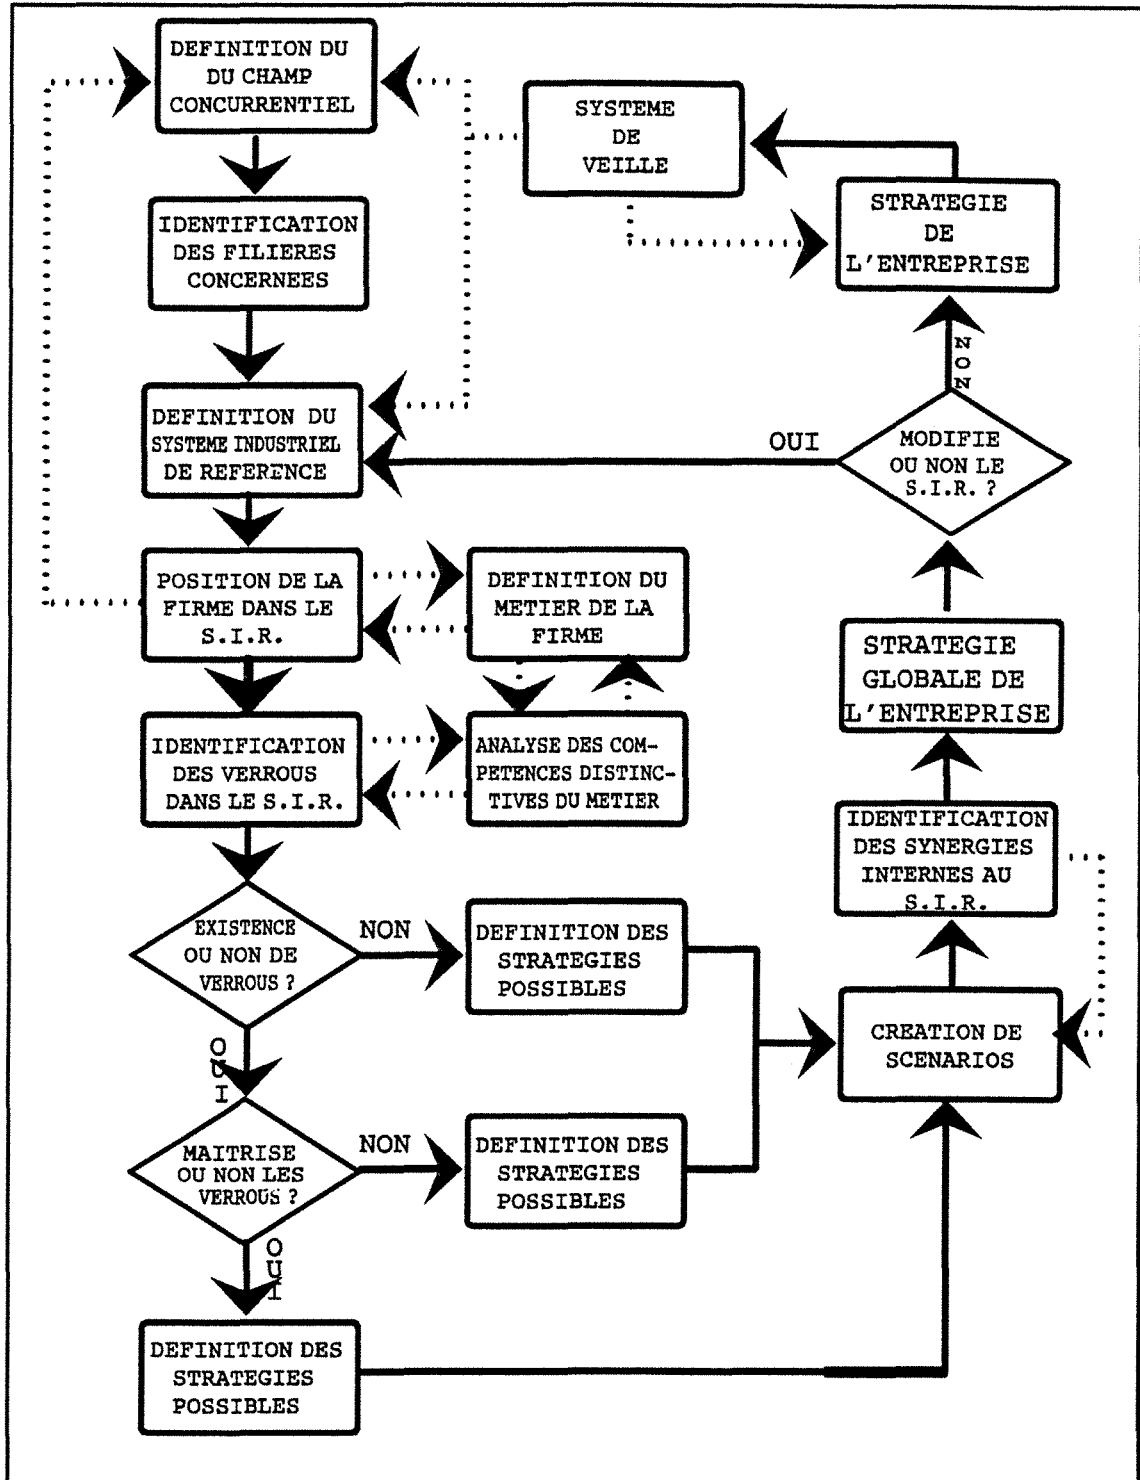 DEFINITION DU
DU CHAMP
CONCURRENTIEL
SYSTEME
DE
VEILLE
STRATEGIE
DE
L'ENTREPRISE
IDENTIFICATION
DES FILIERES
CONCERNEES
NON
DEFINITION DU
SYSTEME INDUSTRIEL
DE REFERENCE
OUI
MODIFIE
OU NON LE
S.I.R. ?
POSITION DE LA
FIRME DANS LE
S.I.R.
DEFINITION DU
METIER DE LA
FIRME
STRATEGIE
GLOBALE DE
L'ENTREPRISE
IDENTIFICATION
DES VERROUS
DANS LE S.I.R.
ANALYSE DES COM-
PETENCES DISTINC-
TIVES DU METIER
IDENTIFICATION
DES SYNERGIES
INTERNES AU
S.I.R.
EXISTENCE
OU NON DE
VERROUS ?
NON
DEFINITION DES
STRATEGIES
POSSIBLES
CREATION DE
SCENARIOS
OUI
MAITRISE
OU NON LES
VERROUS ?
NON
DEFINITION DES
STRATEGIES
POSSIBLES
OUI
DEFINITION DES
STRATEGIES
POSSIBLES